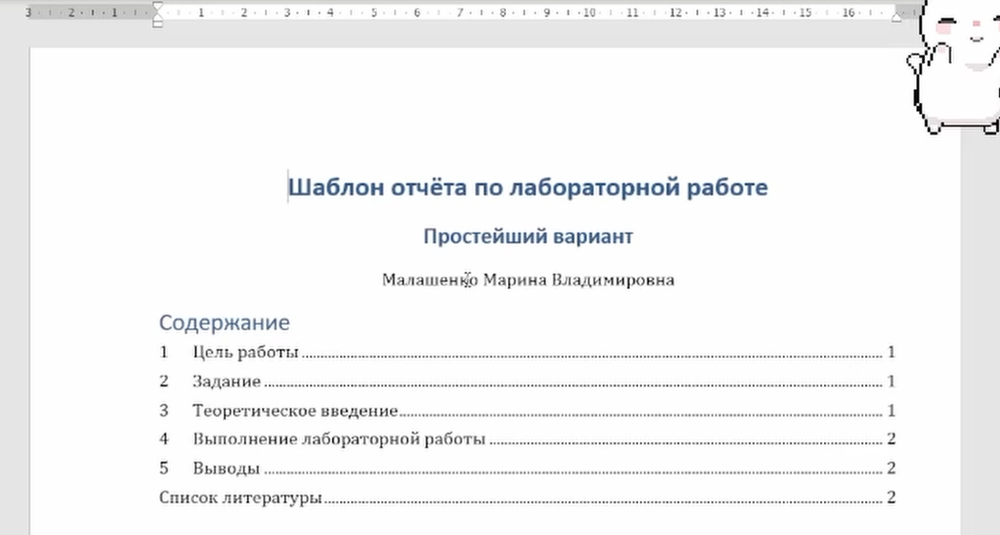 3 2 1 1 2 3 4 5 6 7 8 9 10 11 12 13 14 15 16
Шаблон отчёта по лабораторной работе
Простейший вариант
Малашенко Марина Владимировна
Содержание
1 Цель работы 1
2 Задание 1
3 Теоретическое введение 1
4 Выполнение лабораторной работы 2
5 Выводы 2
Список литературы 2